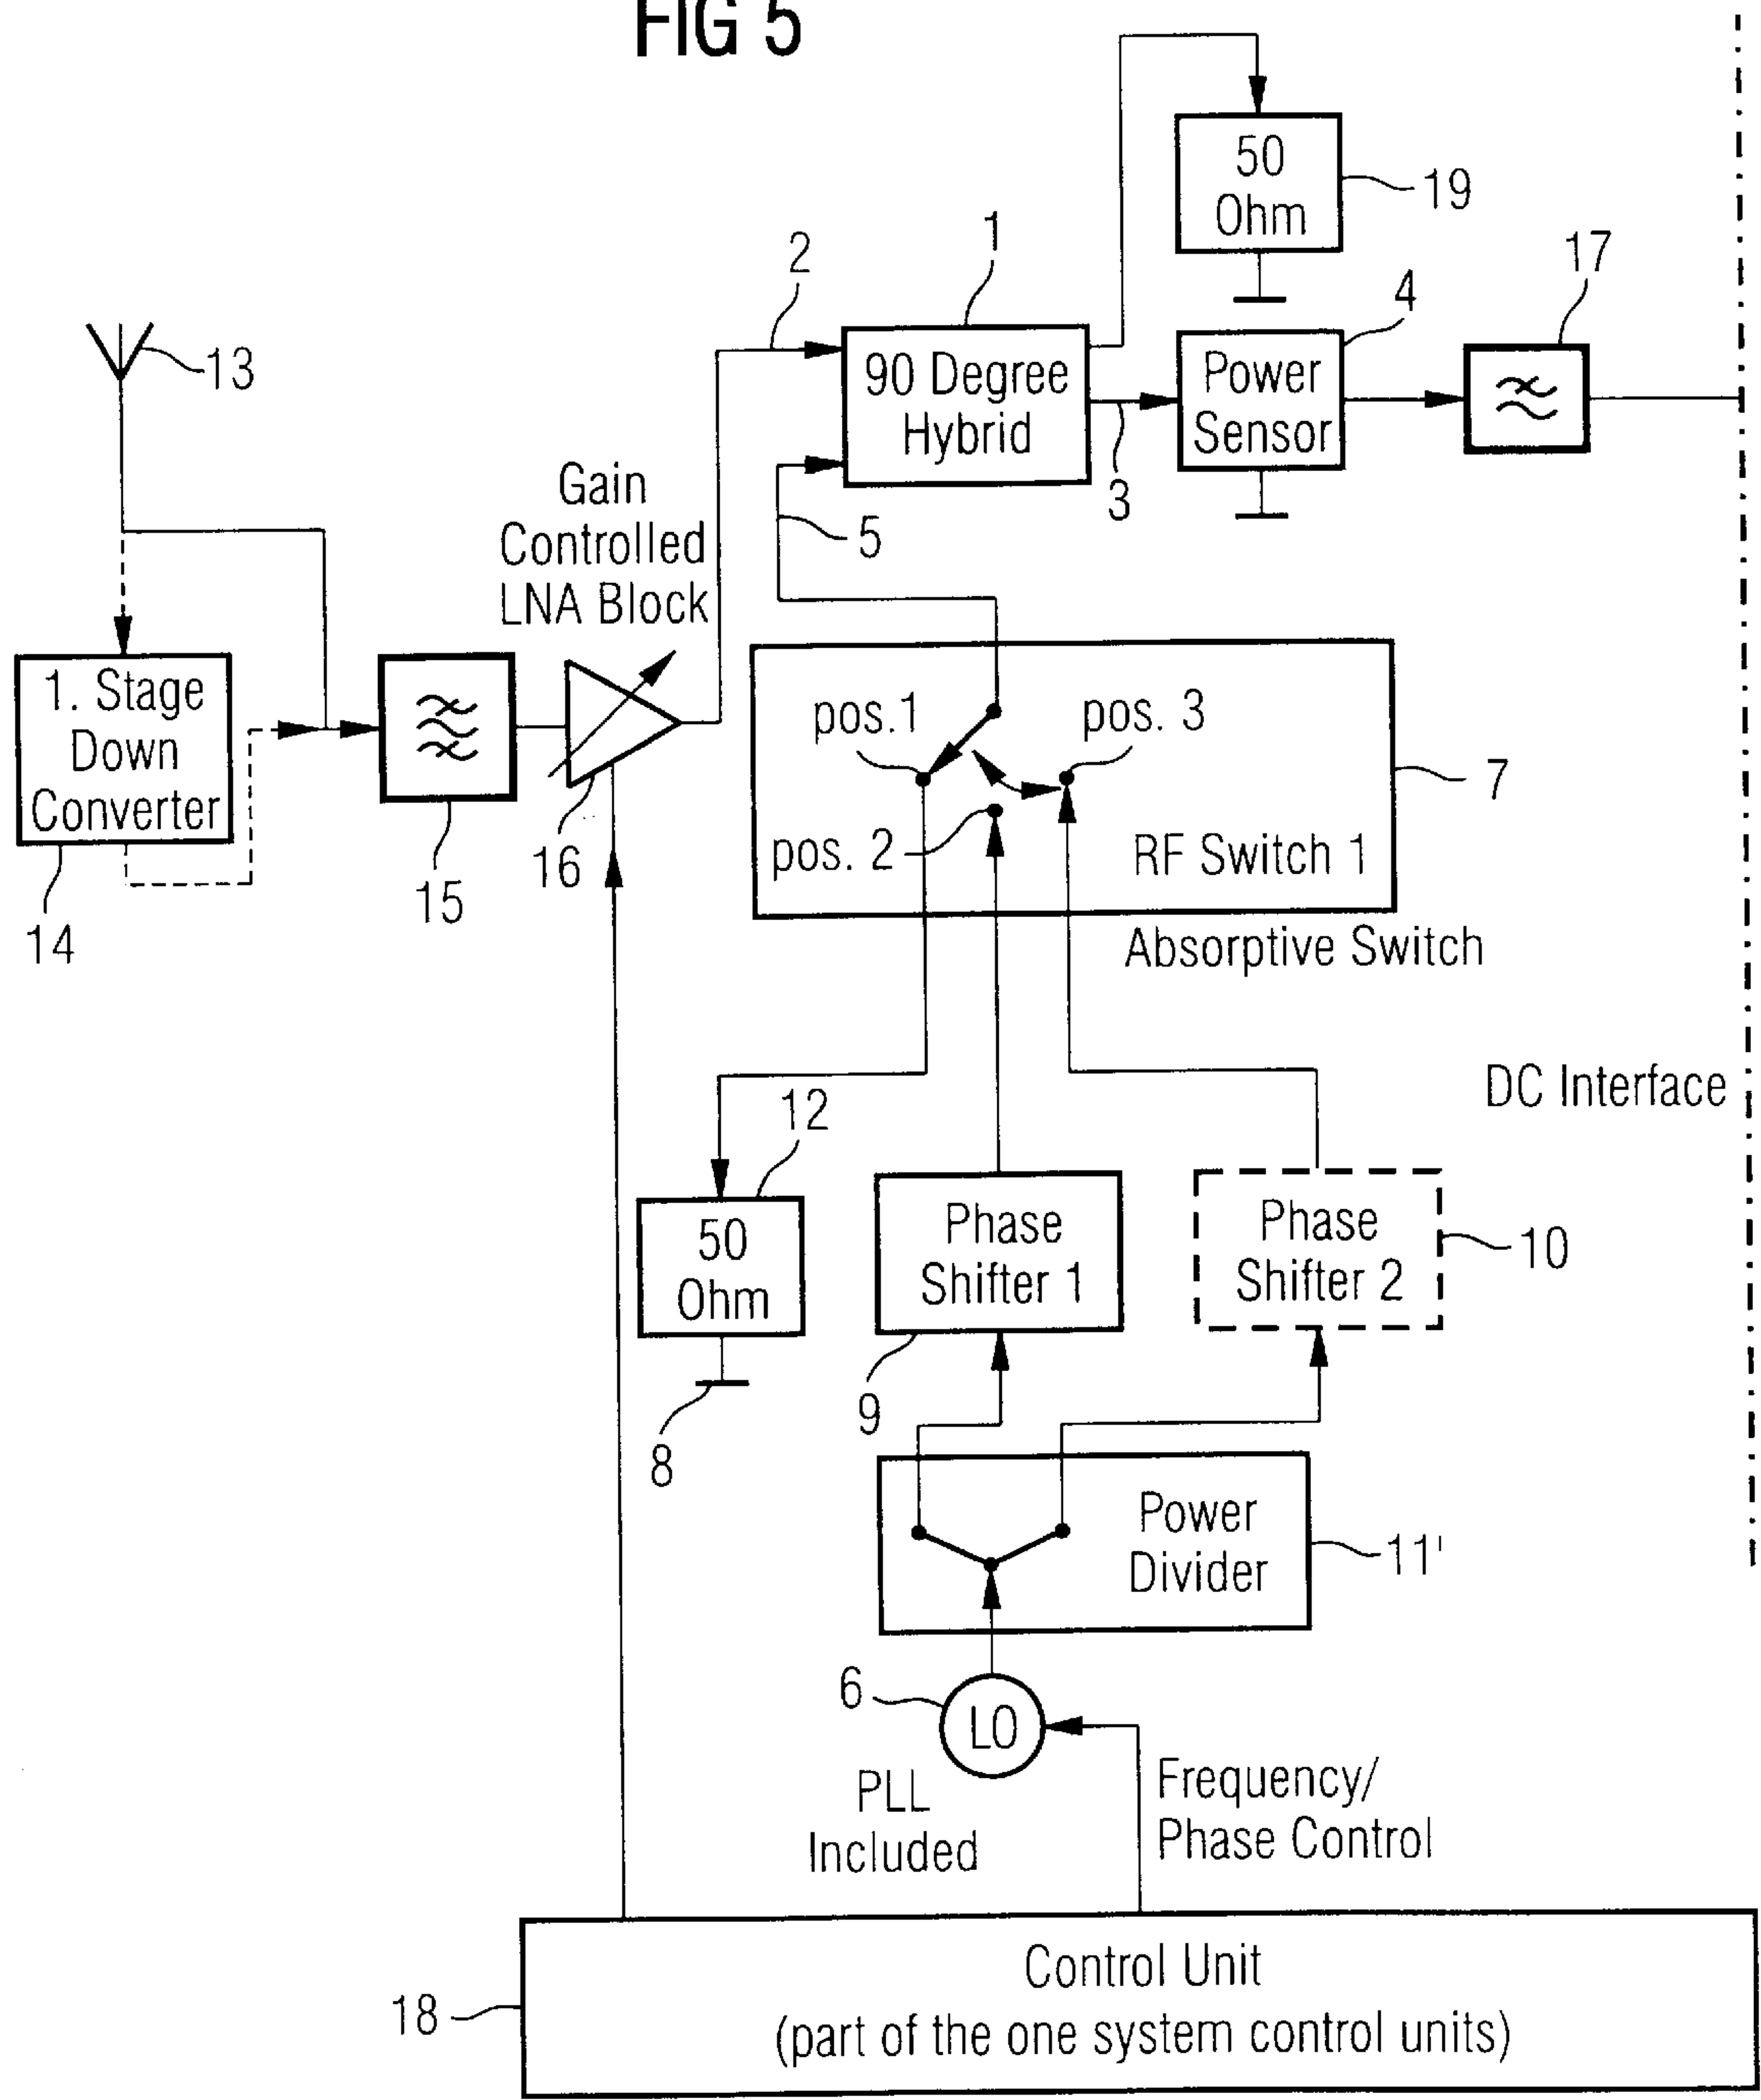 FIG 5
50
Ohm
19
1
2
17
4
13
90 Degree
Hybrid
Power
Sensor
3
Gain
Controlled
LNA Block
5
1. Stage
Down
Converter
pos.1
pos. 3
7
pos. 2
RF Switch 1
16
15
14
Absorptive Switch
DC Interface
12
50
Ohm
Phase
Shifter 1
Phase
Shifter 2
10
9
8
Power
Divider
11'
6
LO
PLL
Included
Frequency/
Phase Control
18
Control Unit
(part of the one system control units)